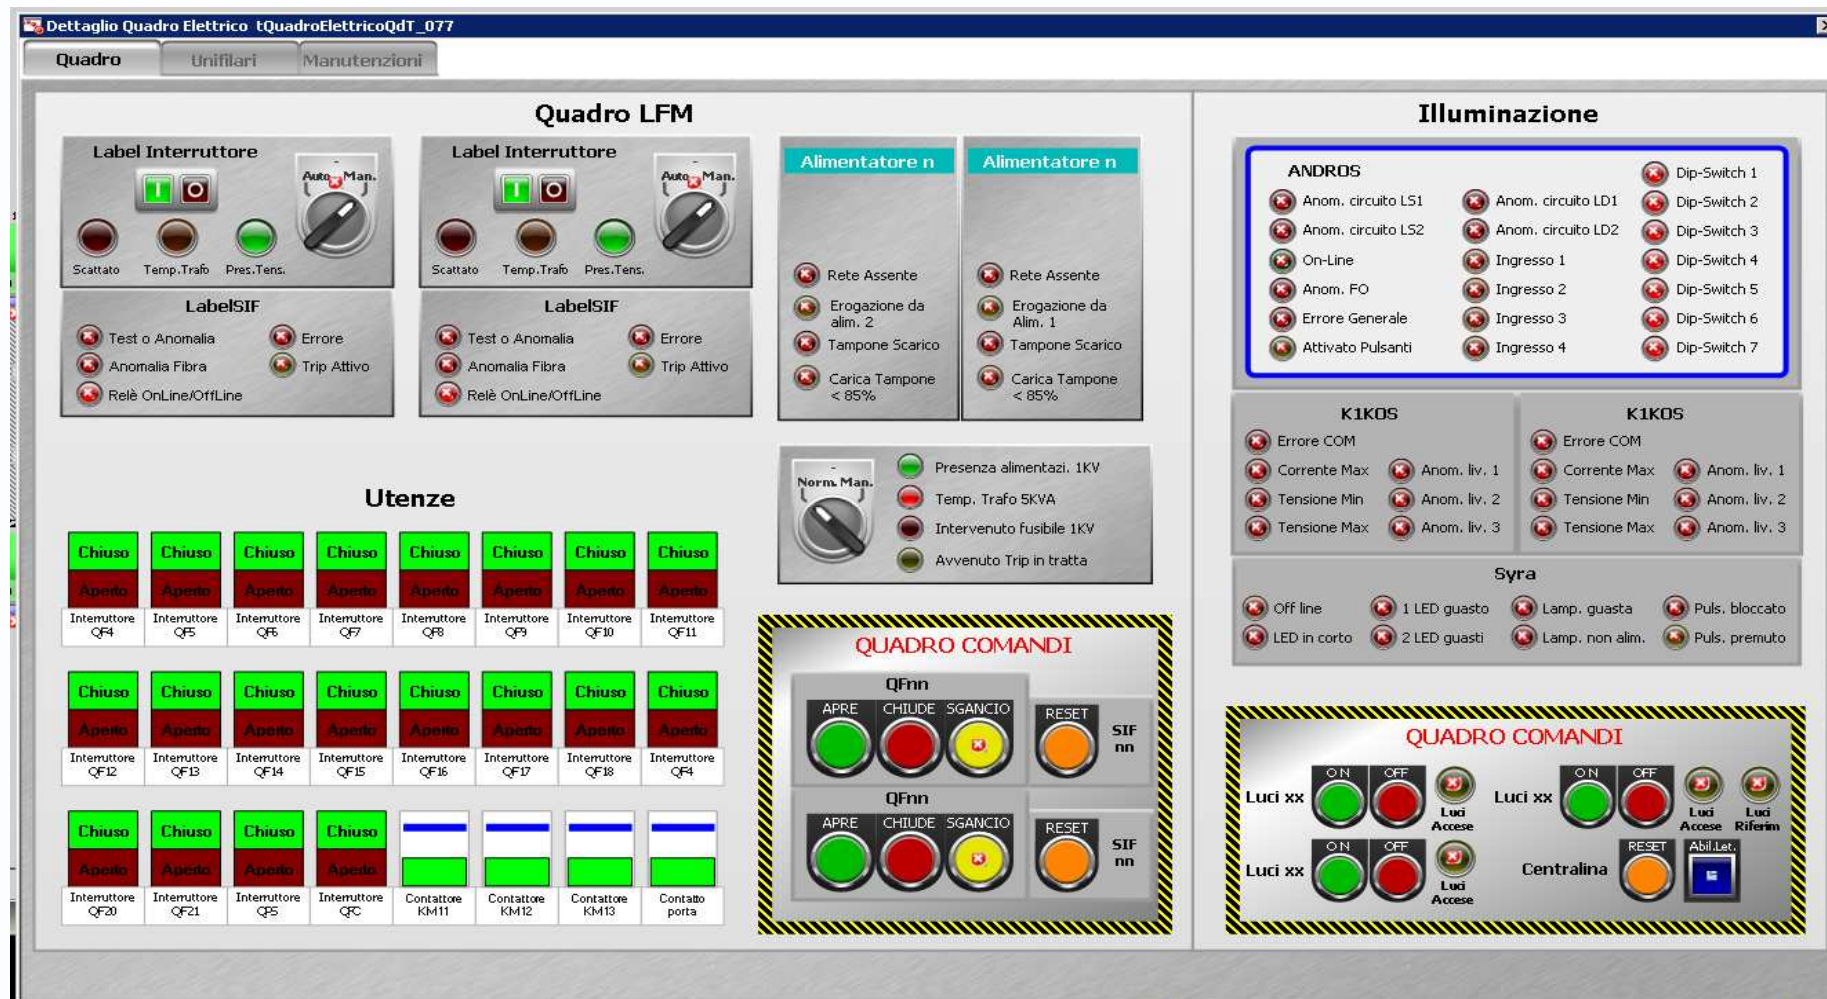 Dettaglio Quadro Elettrico tQuadroElettricoQdT_077
Quadro
Unifilari
Manutenzioni
Quadro LFM
Label Interruttore
Auto Man.
Scattato
Temp.Trafo
Pres.Tens.
LabelSIF
Test o Anomalia
Errore
Anomalia Fibra
Trip Attivo
Relè OnLine/OffLine
Label Interruttore
Auto Man.
Scattato
Temp.Trafo
Pres.Tens.
LabelSIF
Test o Anomalia
Errore
Anomalia Fibra
Trip Attivo
Relè OnLine/OffLine
Alimentatore n
Rete Assente
Erogazione da
alim. 2
Tampone Scarico
Carica Tampone
< 85%
Alimentatore n
Rete Assente
Erogazione da
Alim. 1
Tampone Scarico
Carica Tampone
< 85%
Norm. Man.
Presenza alimentazi. 1KV
Temp. Trafo 5KVA
Intervenuto fusibile 1KV
Avvenuto Trip in tratta
Utenze
Chiuso Chiuso Chiuso Chiuso Chiuso Chiuso Chiuso Chiuso
Aperto Aperto Aperto Aperto Aperto Aperto Aperto Aperto
Interruttore Interruttore Interruttore Interruttore Interruttore Interruttore Interruttore Interruttore
QF4 QF5 QF6 QF7 QF8 QF9 QF10 QF11
Chiuso Chiuso Chiuso Chiuso Chiuso Chiuso Chiuso Chiuso
Aperto Aperto Aperto Aperto Aperto Aperto Aperto Aperto
Interruttore Interruttore Interruttore Interruttore Interruttore Interruttore Interruttore Interruttore
QF12 QF13 QF14 QF15 QF16 QF17 QF18 QF4
Chiuso Chiuso Chiuso Chiuso
Aperto Aperto Aperto Aperto
Interruttore Interruttore Interruttore Interruttore Contattore Contattore Contattore Contatto
QF20 QF21 QPS QFC KM11 KM12 KM13 porta
QUADRO COMANDI
QFnn
APRE CHIUDE SGANCIO RESET
SIF
nn
QFnn
APRE CHIUDE SGANCIO RESET
SIF
nn
Illuminazione
ANDROS
Dip-Switch 1
Anom. circuito LS1 Anom. circuito LD1 Dip-Switch 2
Anom. circuito LS2 Anom. circuito LD2 Dip-Switch 3
On-Line Ingresso 1 Dip-Switch 4
Anom. FO Ingresso 2 Dip-Switch 5
Errore Generale Ingresso 3 Dip-Switch 6
Attivato Pulsanti Ingresso 4 Dip-Switch 7
K1KOS
Errore COM
Corrente Max Anom. liv. 1
Tensione Min Anom. liv. 2
Tensione Max Anom. liv. 3
K1KOS
Errore COM
Corrente Max Anom. liv. 1
Tensione Min Anom. liv. 2
Tensione Max Anom. liv. 3
Syra
Off line 1 LED guasto Lamp. guasta Puls. bloccato
LED in corto 2 LED guasti Lamp. non alim. Puls. premuto
QUADRO COMANDI
Luci xx
ON OFF
Luci
Accese
Luci xx
ON OFF
Luci
Accese
Luci
Riferim
Luci xx
ON OFF
Luci
Accese
Centralina
RESET
Abil.Let.